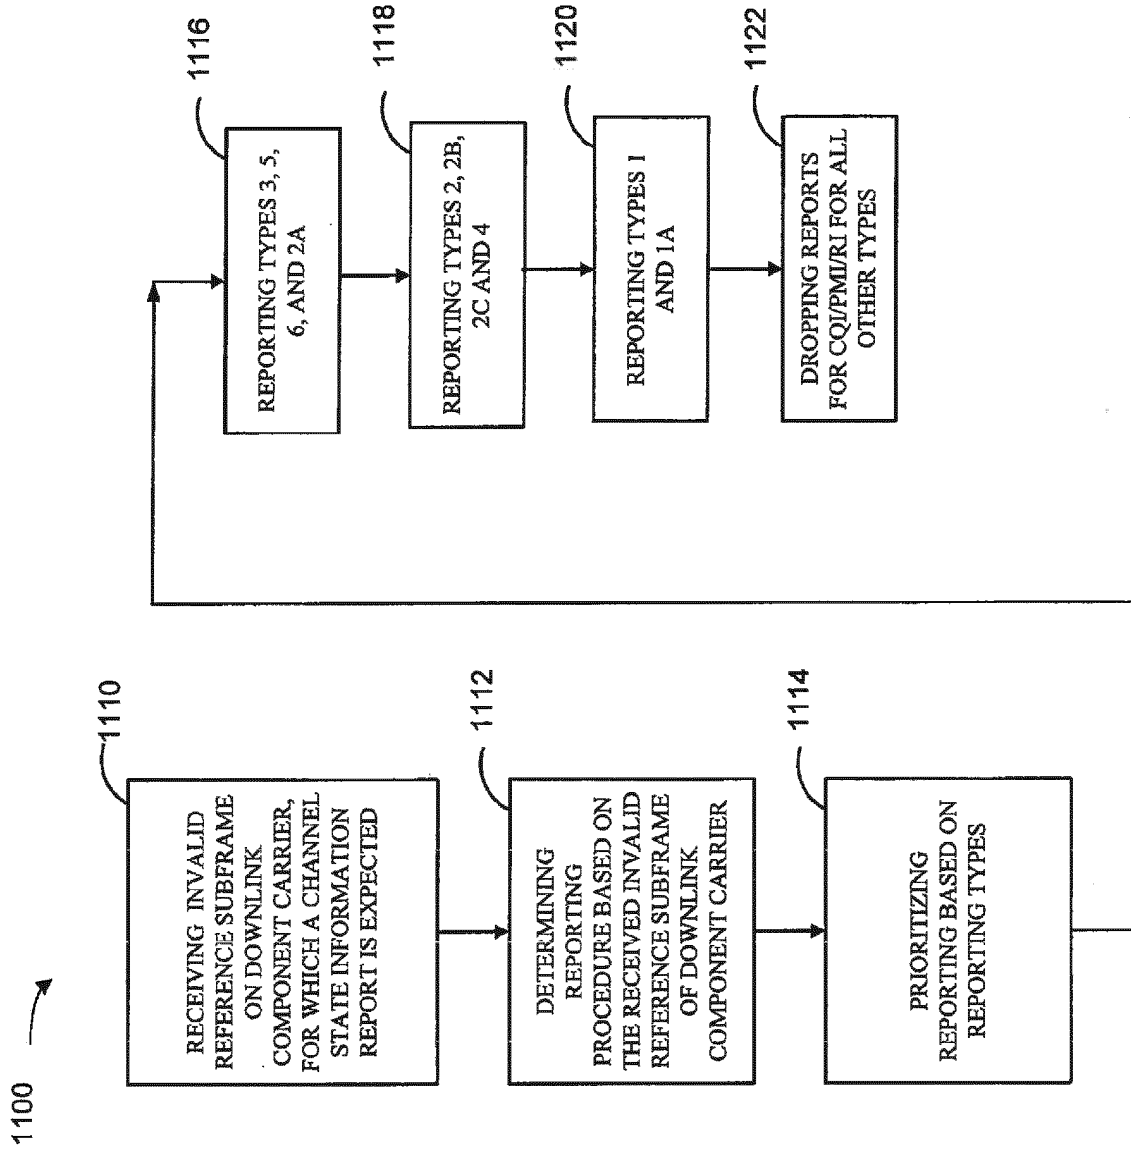 1100
1110
RECEIVING INVALID
REFERENCE SUBFRAME
ON DOWNLINK
COMPONENT CARRIER,
FOR WHICH A CHANNEL
STATE INFORMATION
REPORT IS EXPECTED
1112
DETERMINING
REPORTING
PROCEDURE BASED ON
THE RECEIVED INVALID
REFERENCE SUBFRAME
OF DOWNLINK
COMPONENT CARRIER
1114
PRIORITIZING
REPORTING BASED ON
REPORTING TYPES
1116
REPORTING TYPES 3, 5,
6, AND 2A
1118
REPORTING TYPES 2, 2B,
2C AND 4
1120
REPORTING TYPES 1
AND 1A
1122
DROPPING REPORTS
FOR CQI/PMI/RI FOR ALL
OTHER TYPES